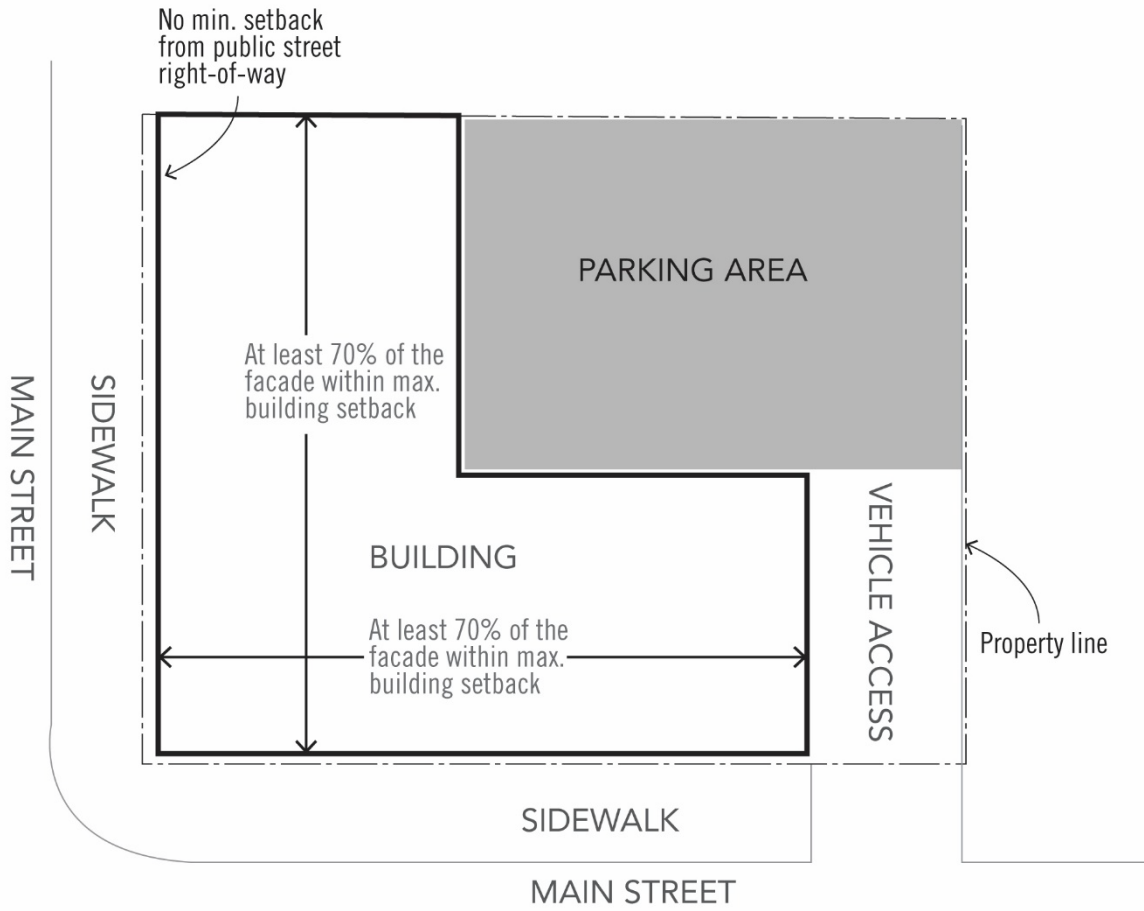 No min. setback
from public street
right-of-way
PARKING AREA
At least 70% of the
facade within max.
building setback
MAIN STREET
SIDEWALK
BUILDING
VEHICLE ACCESS
At least 70% of the
facade within max.
building setback
Property line
SIDEWALK
MAIN STREET